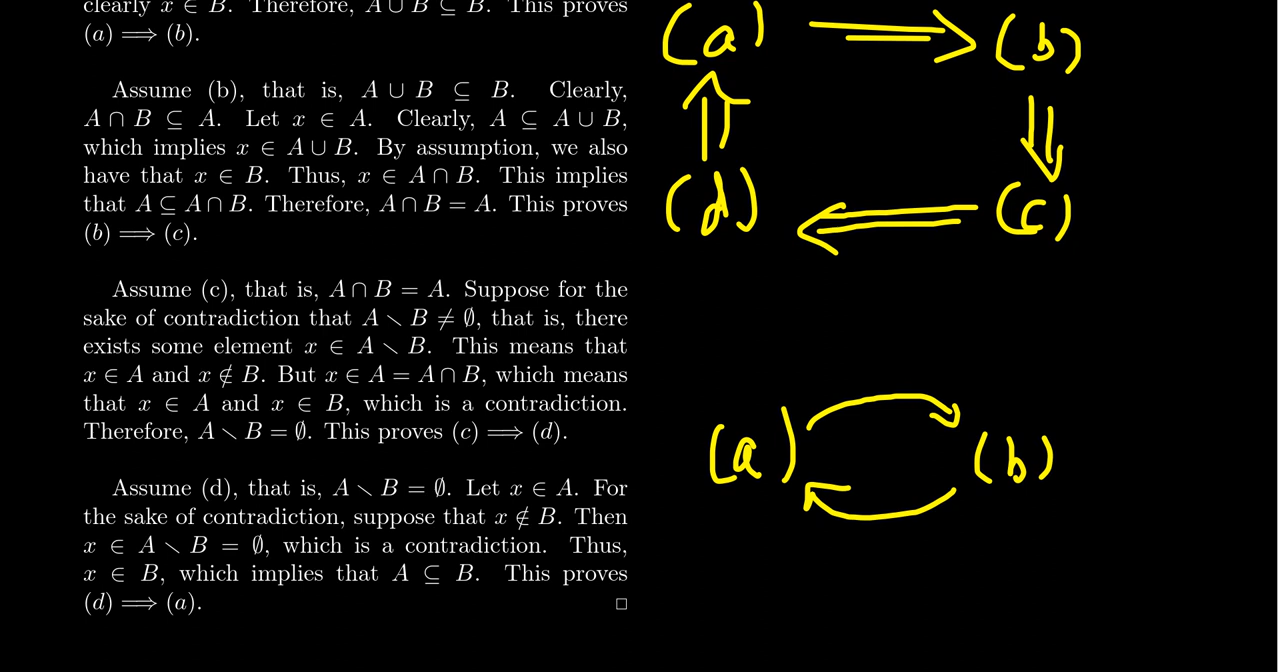 clearly x ∈ B. Therefore, A ∪ B ⊆ B. This proves
(a) ⟹ (b).
Assume (b), that is, A ∪ B ⊆ B. Clearly,
A ∩ B ⊆ A. Let x ∈ A. Clearly, A ⊆ A ∪ B,
which implies x ∈ A ∪ B. By assumption, we also
have that x ∈ B. Thus, x ∈ A ∩ B. This implies
that A ⊆ A ∩ B. Therefore, A ∩ B = A. This proves
(b) ⟹ (c).
Assume (c), that is, A ∩ B = A. Suppose for the
sake of contradiction that A ∖ B ≠ ∅, that is, there
exists some element x ∈ A ∖ B. This means that
x ∈ A and x ∉ B. But x ∈ A = A ∩ B, which means
that x ∈ A and x ∈ B, which is a contradiction.
Therefore, A ∖ B = ∅. This proves (c) ⟹ (d).
Assume (d), that is, A ∖ B = ∅. Let x ∈ A. For
the sake of contradiction, suppose that x ∉ B. Then
x ∈ A ∖ B = ∅, which is a contradiction. Thus,
x ∈ B, which implies that A ⊆ B. This proves
(d) ⟹ (a). □
(a) ⟹ (b)
(d) ⟸ (c)
(a) (b)